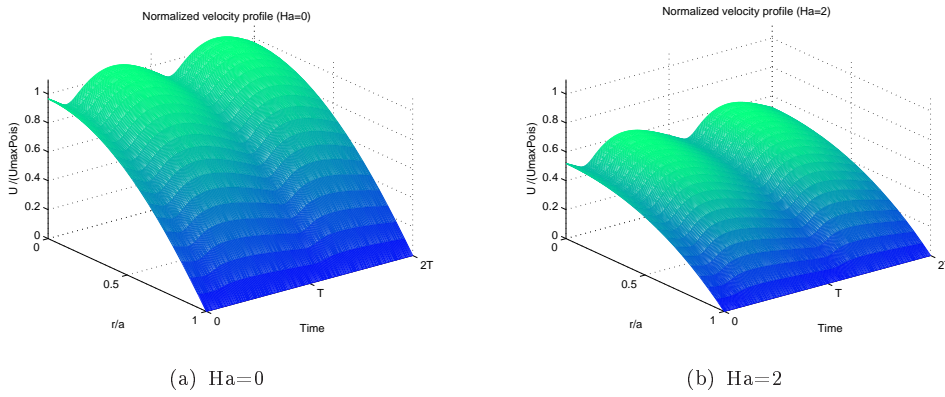 Normalized velocity profile (Ha=0)
U /(UmaxPois)
1
0.8
0.6
0.4
0.2
0
0
0.5
1
r/a
0
T
2T
Time
(a) Ha=0
Normalized velocity profile (Ha=2)
U /(UmaxPois)
1
0.8
0.6
0.4
0.2
0
0
0.5
1
r/a
0
T
2T
Time
(b) Ha=2